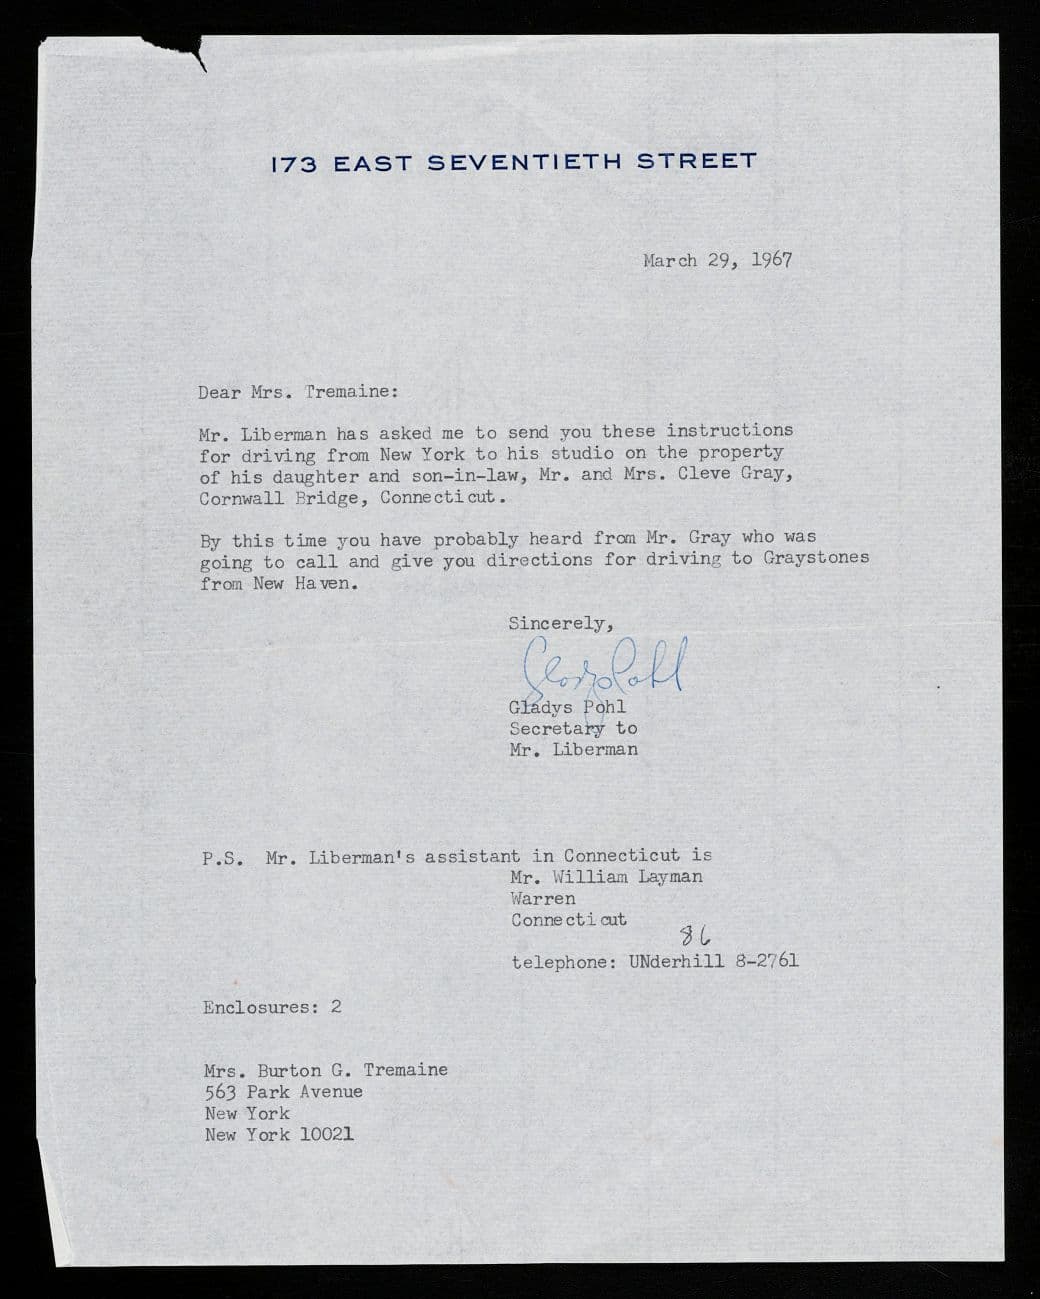 173 EAST SEVENTIETH STREET
March 29, 1967
Dear Mrs. Tremaine:
Mr. Liberman has asked me to send you these instructions
for driving from New York to his studio on the property
of his daughter and son-in-law, Mr. and Mrs. Cleve Gray,
Cornwall Bridge, Connecticut.
By this time you have probably heard from Mr. Gray who was
going to call and give you directions for driving to Graystones
from New Haven.
Sincerely,
Gladys Pohl
Gladys Pohl
Secretary to
Mr. Liberman
P.S. Mr. Liberman's assistant in Connecticut is
Mr. William Layman
Warren
Connecticut
86
telephone: UNderhill 8-2761
Enclosures: 2
Mrs. Burton G. Tremaine
563 Park Avenue
New York
New York 10021